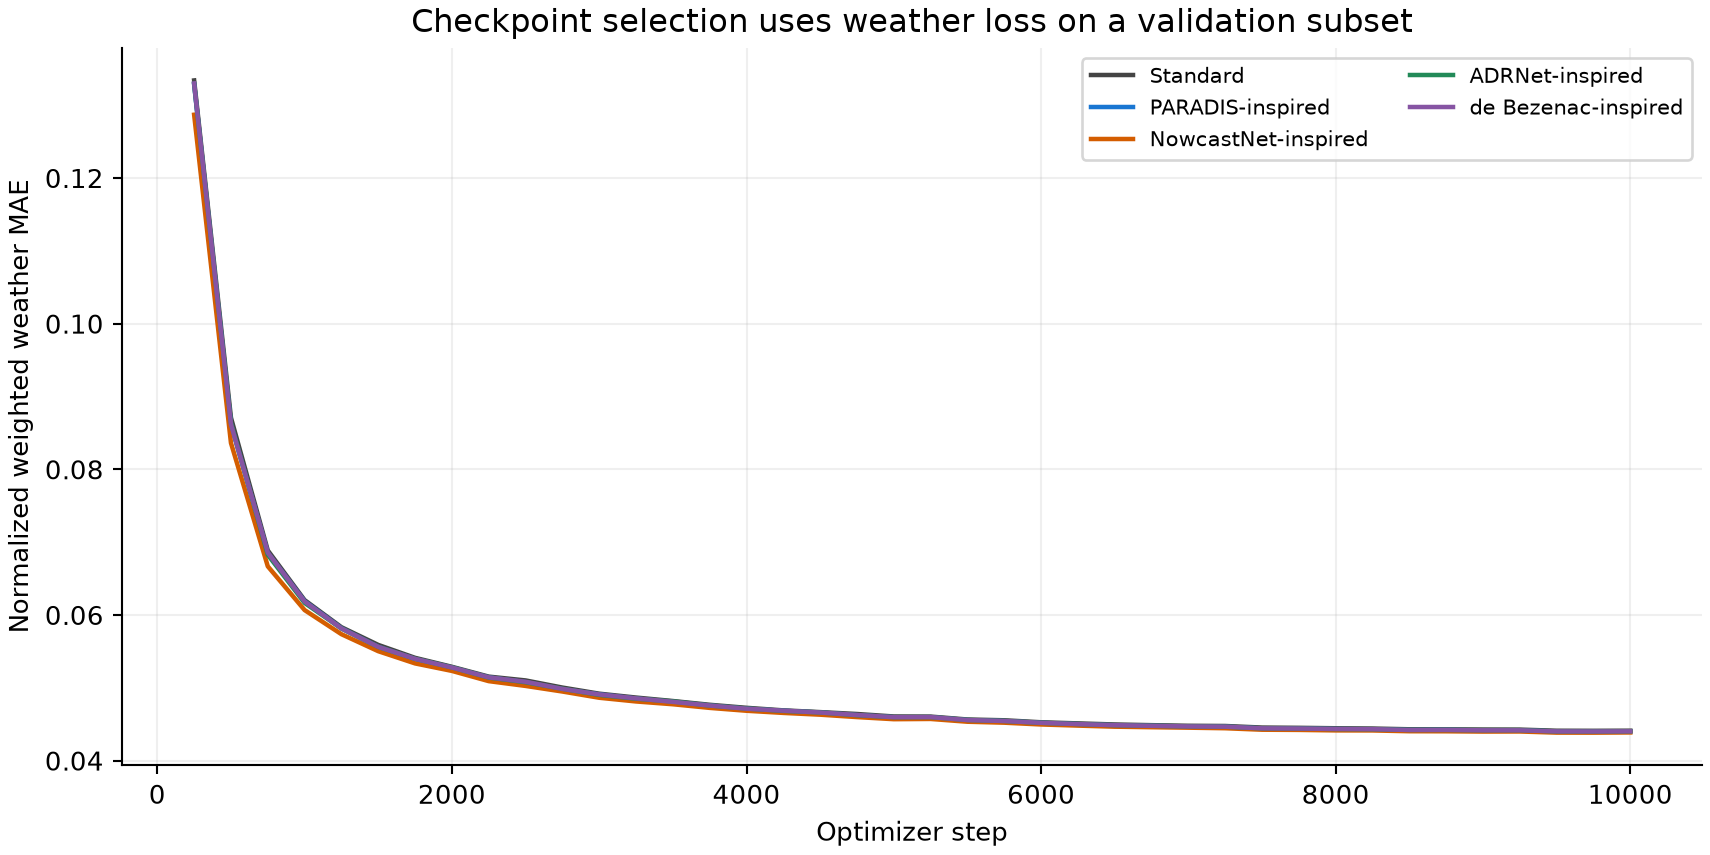 Checkpoint selection uses weather loss on a validation subset
Normalized weighted weather MAE
0.12
0.10
0.08
0.06
0.04
Standard
PARADIS-inspired
NowcastNet-inspired
ADRNet-inspired
de Bezenac-inspired
0 2000 4000 6000 8000 10000
Optimizer step